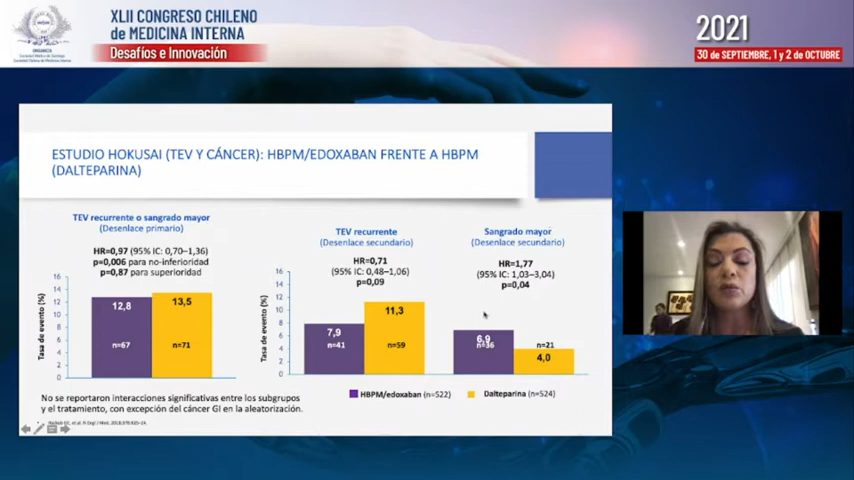 XLII CONGRESO CHILENO
de MEDICINA INTERNA
Desafíos e Innovación
2021
30 de SEPTIEMBRE, 1 y 2 de OCTUBRE
ESTUDIO HOKUSAI (TEV Y CÁNCER): HBPM/EDOXABAN FRENTE A HBPM
(DALTEPARINA)
TEV recurrente o sangrado mayor
(Desenlace primario)
HR=0,97 (95% IC: 0,70–1,36)
p=0,006 para no-inferioridad
p=0,87 para superioridad
Tasa de evento (%)
16
14
12
10
8
6
4
2
0
12,8
13,5
n=67
n=71
TEV recurrente
(Desenlace secundario)
HR=0,71
(95% IC: 0,48–1,06)
p=0,09
Tasa de evento (%)
16
14
12
10
8
6
4
2
0
7,9
n=41
11,3
n=59
Sangrado mayor
(Desenlace secundario)
HR=1,77
(95% IC: 1,03–3,04)
p=0,04
6,9
n=36
n=21
4,0
HBPM/edoxaban (n=522)
Dalteparina (n=524)
No se reportaron interacciones significativas entre los subgrupos
y el tratamiento, con excepción del cáncer GI en la aleatorización.